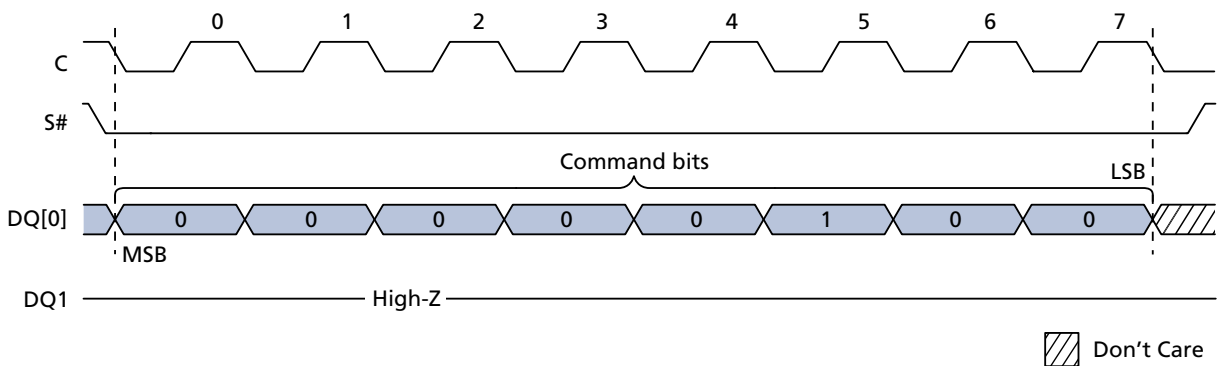 0 1 2 3 4 5 6 7
C
S#
Command bits
LSB
DQ[0] 0 0 0 0 0 1 0 0
MSB
DQ1 High-Z
Don't Care